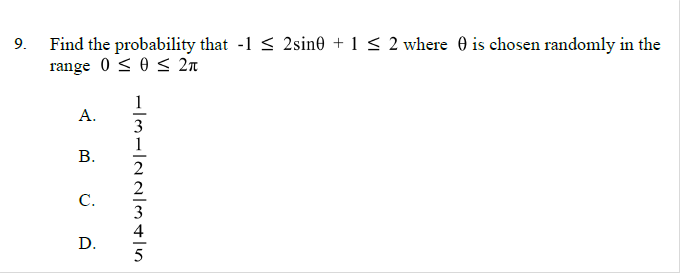 9. Find the probability that -1 ≤ 2sinθ + 1 ≤ 2 where θ is chosen randomly in the
range 0 ≤ θ ≤ 2π
A. 1/3
B. 1/2
C. 2/3
D. 4/5